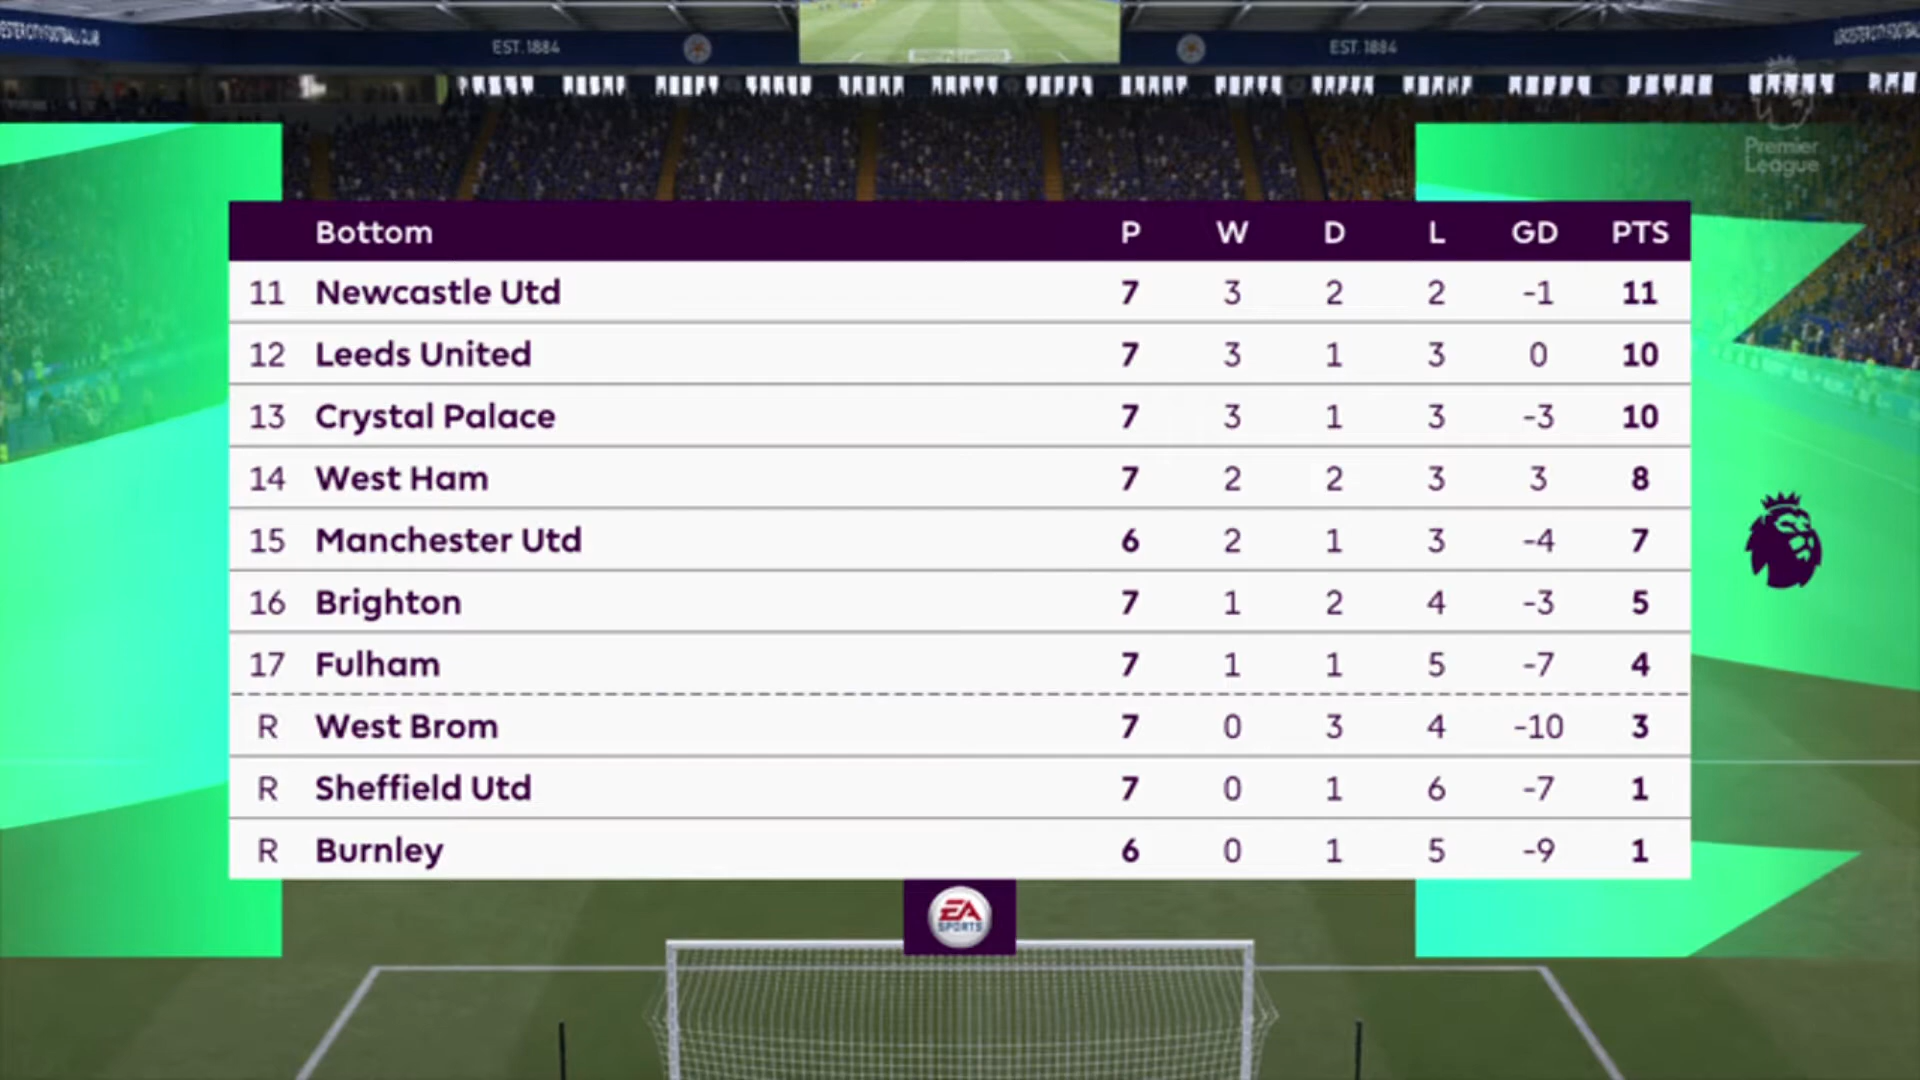 EST. 1884
EST. 1884
Premier
League
Bottom P W D L GD PTS
11 Newcastle Utd 7 3 2 2 -1 11
12 Leeds United 7 3 1 3 0 10
13 Crystal Palace 7 3 1 3 -3 10
14 West Ham 7 2 2 3 3 8
15 Manchester Utd 6 2 1 3 -4 7
16 Brighton 7 1 2 4 -3 5
17 Fulham 7 1 1 5 -7 4
R West Brom 7 0 3 4 -10 3
R Sheffield Utd 7 0 1 6 -7 1
R Burnley 6 0 1 5 -9 1
EA
SPORTS